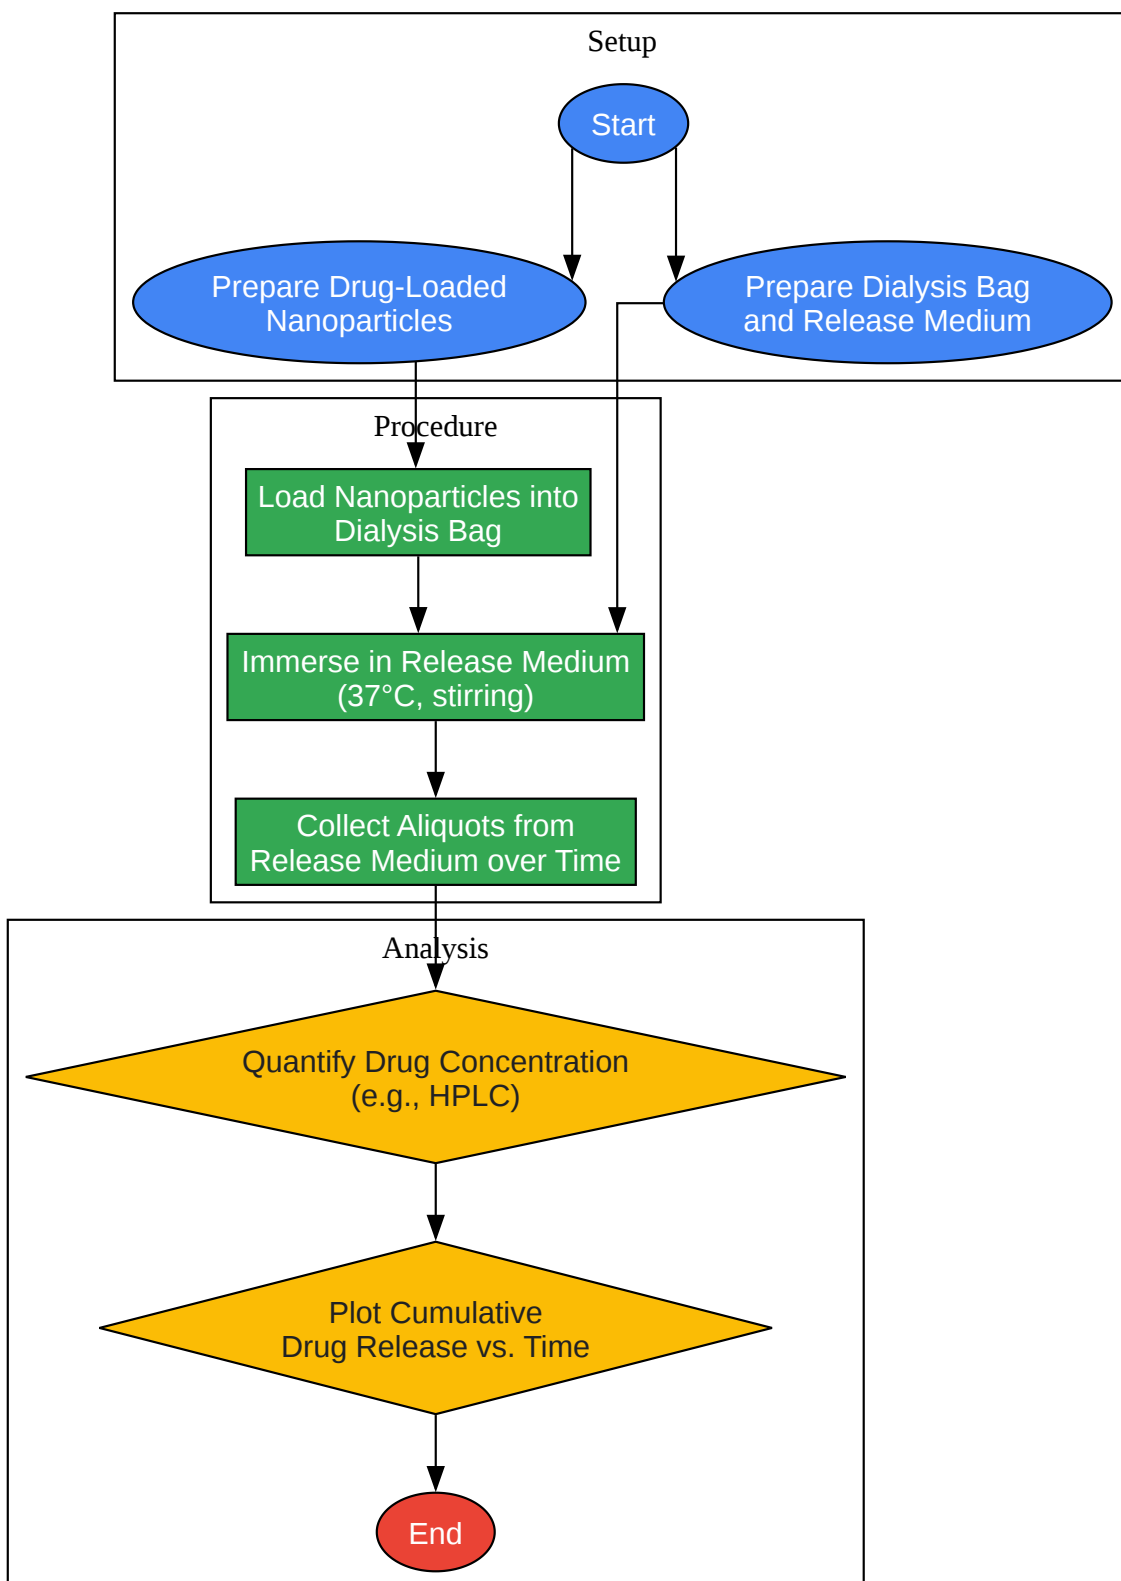 Setup
Start
Prepare Drug-Loaded
Nanoparticles
Prepare Dialysis Bag
and Release Medium
Procedure
Load Nanoparticles into
Dialysis Bag
Immerse in Release Medium
(37°C, stirring)
Collect Aliquots from
Release Medium over Time
Analysis
Quantify Drug Concentration
(e.g., HPLC)
Plot Cumulative
Drug Release vs. Time
End